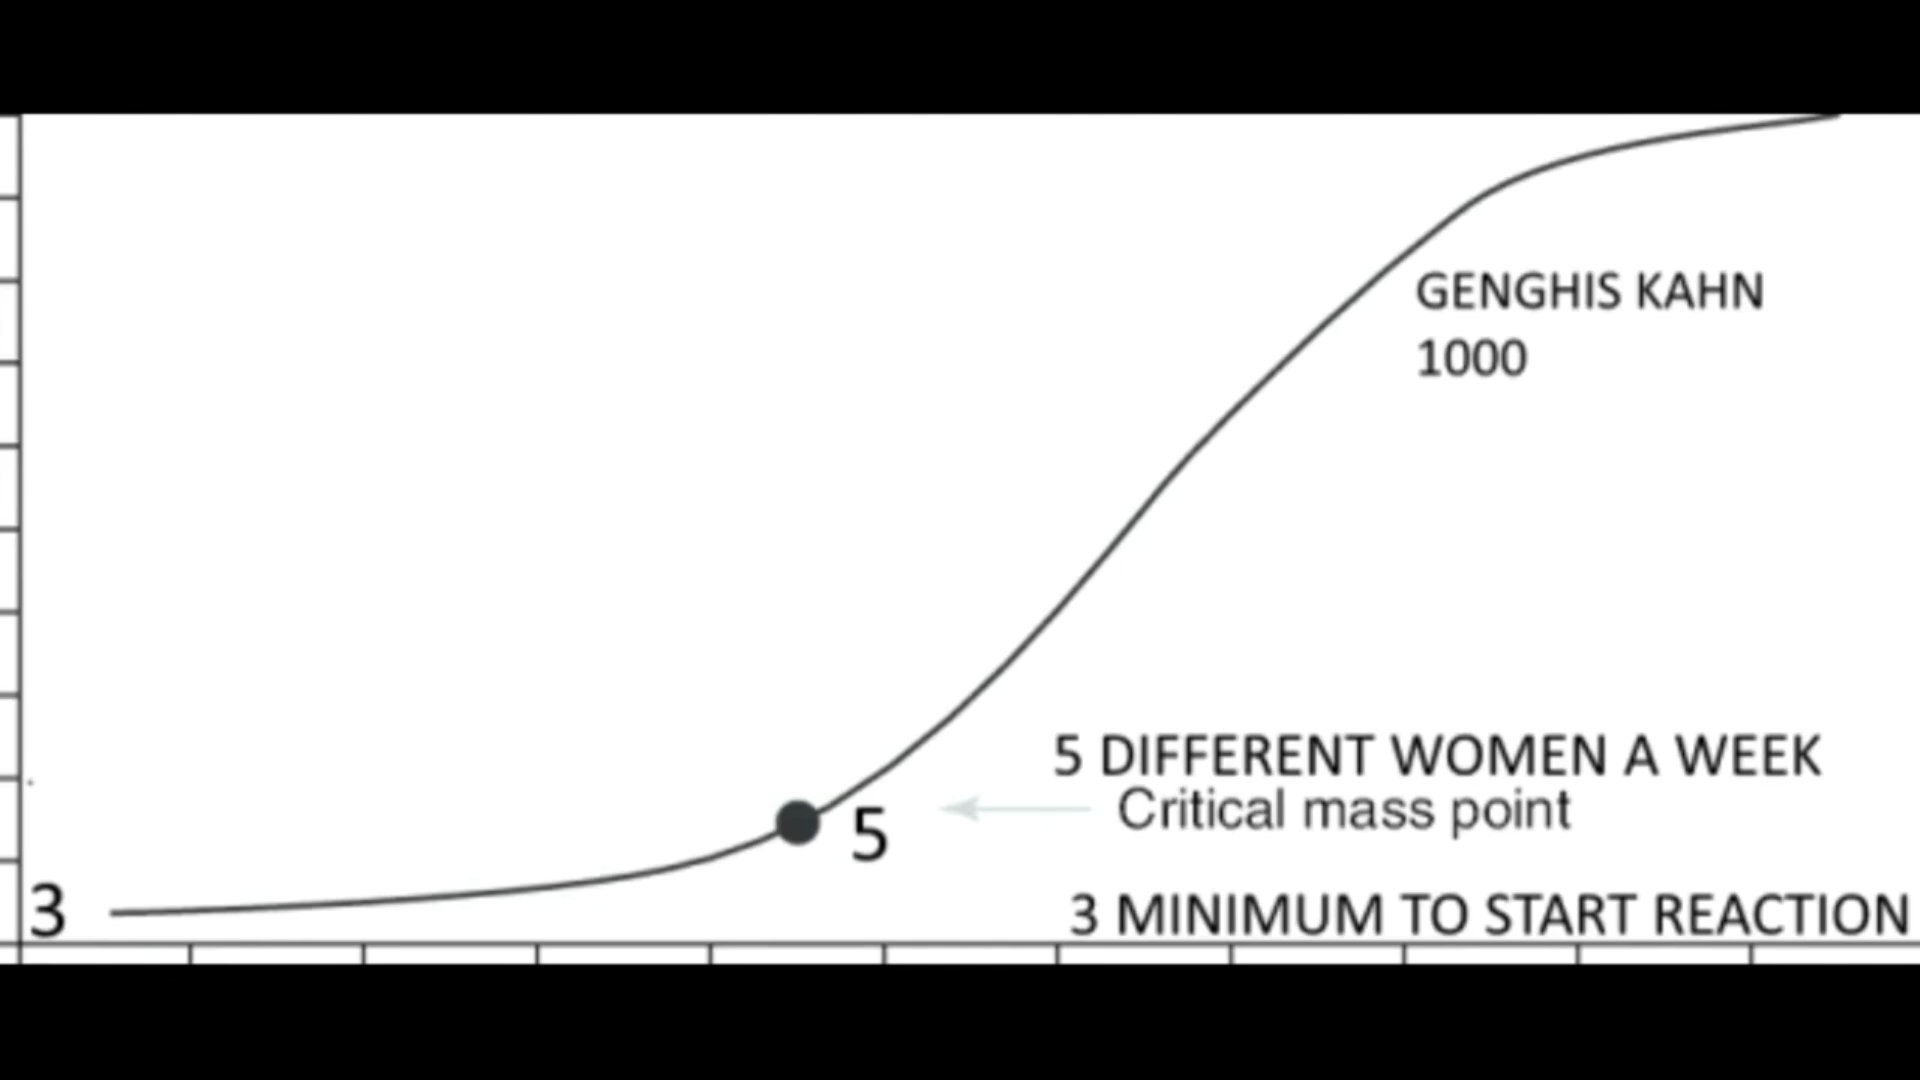 GENGHIS KAHN
1000
5 DIFFERENT WOMEN A WEEK
Critical mass point
5
3
3 MINIMUM TO START REACTION